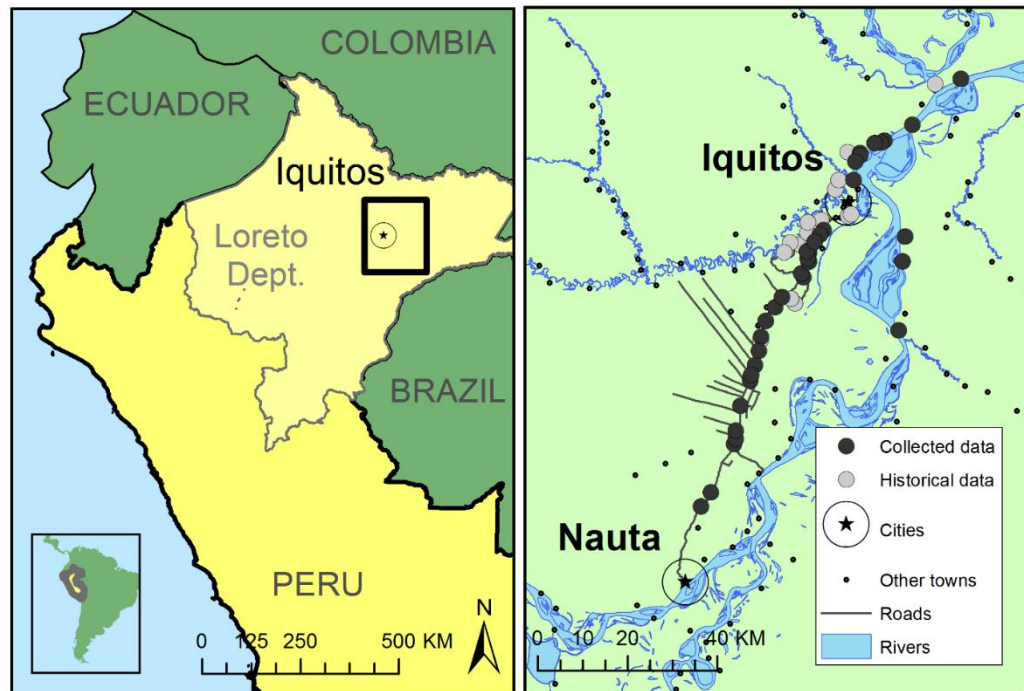 COLOMBIA
ECUADOR
Iquitos
Loreto
Dept.
BRAZIL
PERU
N
0 125 250 500 KM
Iquitos
Nauta
Collected data
Historical data
Cities
Other towns
Roads
Rivers
0 10 20 40 KM